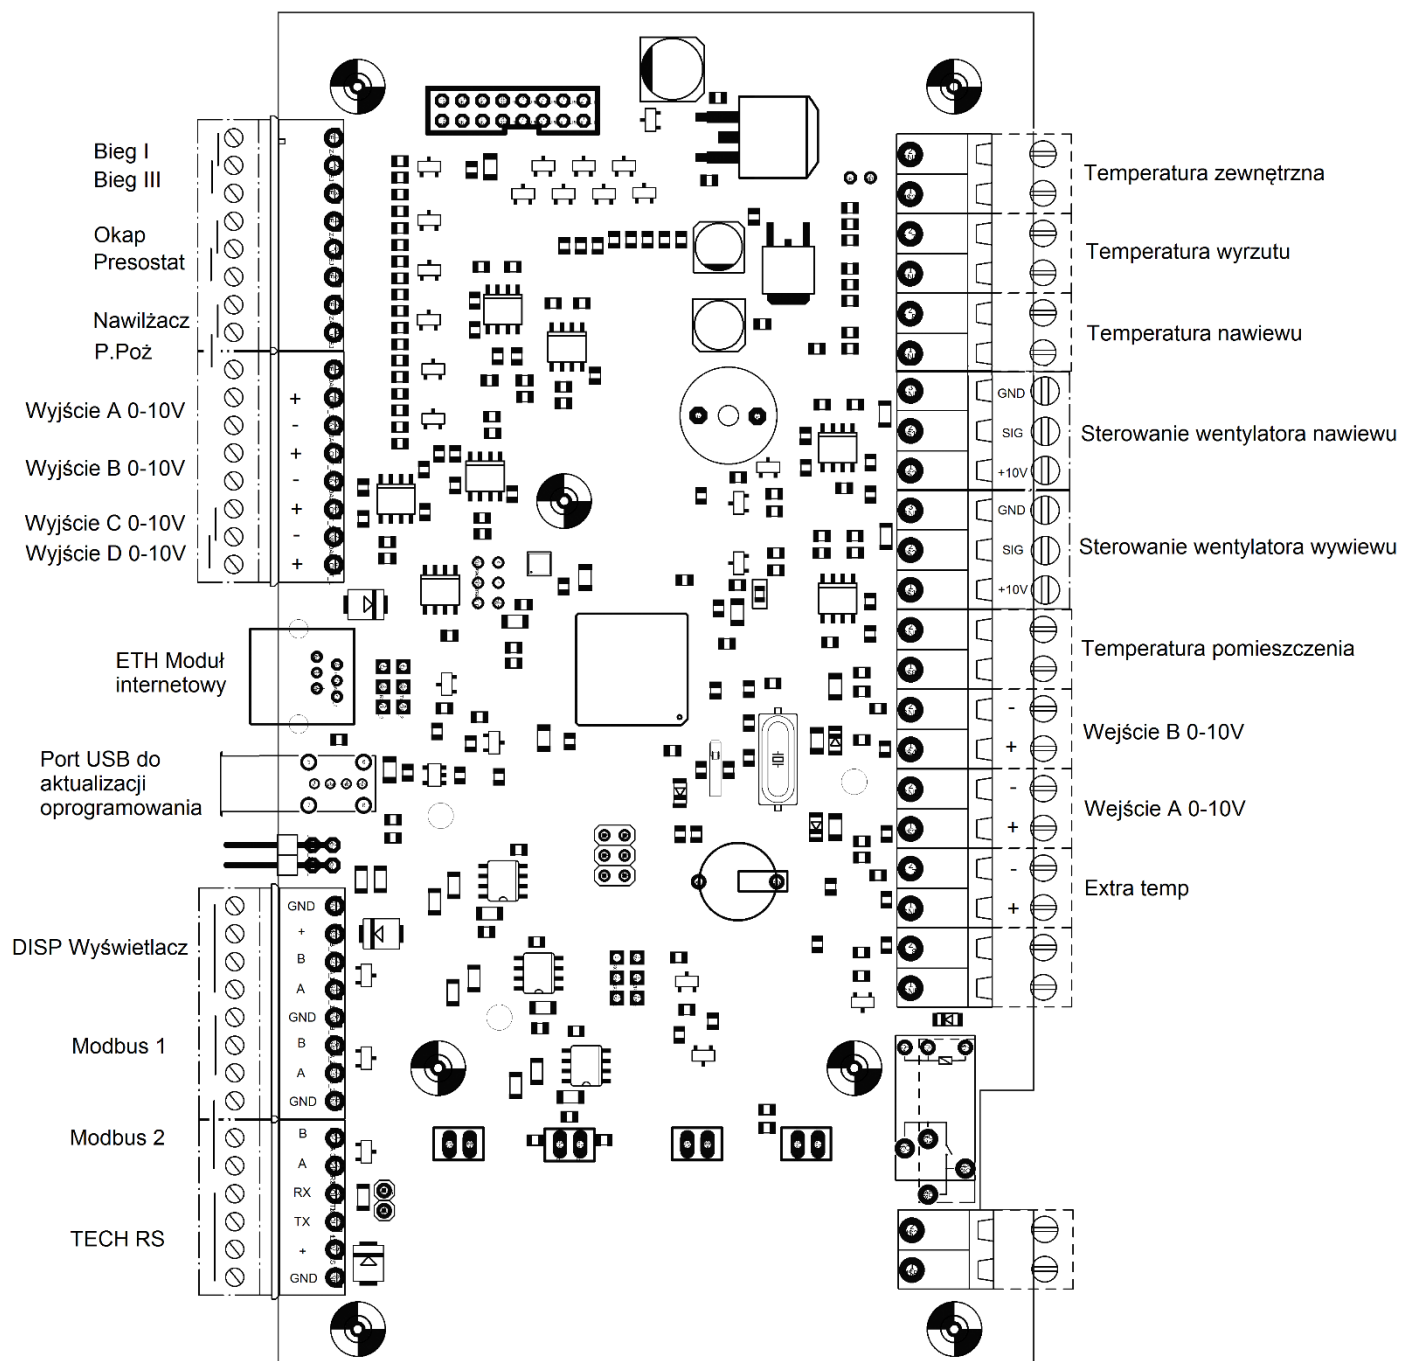 Bieg I
Bieg III
Okap
Presostat
Nawilżacz
P.Poż
+
Wyjście A 0-10V
-
+
Wyjście B 0-10V
-
+
Wyjście C 0-10V
-
Wyjście D 0-10V
+
ETH Moduł
internetowy
Port USB do
aktualizacji
oprogramowania
GND
+
DISP Wyświetlacz
B
A
GND
Modbus 1
B
A
GND
Modbus 2
B
A
RX
TX
TECH RS
+
GND
Temperatura zewnętrzna
Temperatura wyrzutu
Temperatura nawiewu
GND
SIG
Sterowanie wentylatora nawiewu
+10V
GND
SIG
Sterowanie wentylatora wywiewu
+10V
Temperatura pomieszczenia
-
Wejście B 0-10V
+
-
Wejście A 0-10V
+
-
Extra temp
+